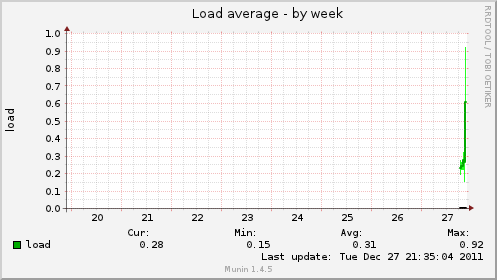 Load average - by week
RRDTOOL / TOBI OETIKER
load
1.0
0.9
0.8
0.7
0.6
0.5
0.4
0.3
0.2
0.1
0.0
20 21 22 23 24 25 26 27
Cur: Min: Avg: Max:
load 0.28 0.15 0.31 0.92
Last update: Tue Dec 27 21:35:04 2011
Munin 1.4.5